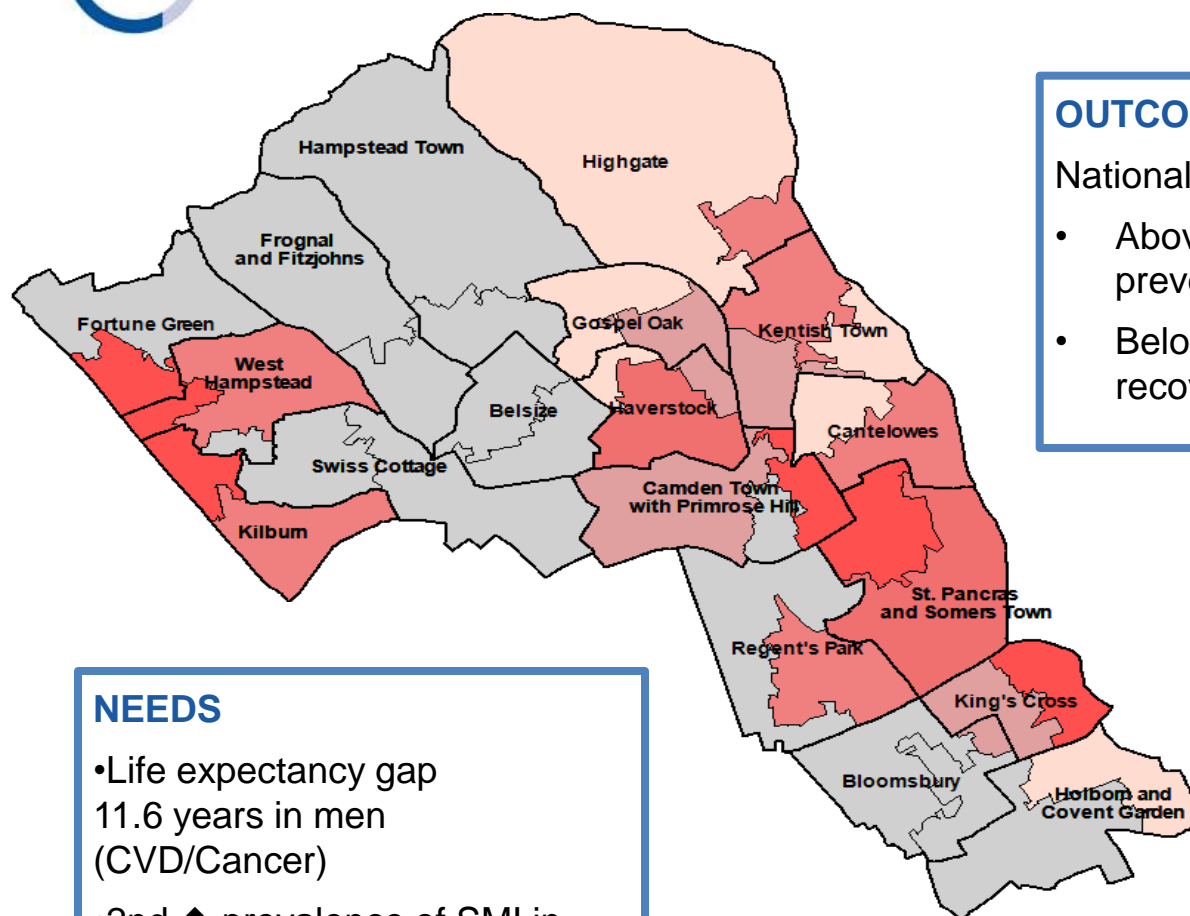 Hampstead Town
Highgate
Frognal
and Fitzjohns
Fortune Green
Gospel Oak
Kentish Town
West
Hampstead
Belsize
Haverstock
Cantelowes
Swiss Cottage
Camden Town
with Primrose Hill
Kilburn
St. Pancras
and Somers Town
Regent's Park
King's Cross
Bloomsbury
Holborn and
Covent Garden
OUTCO
National
• Abov
prev
• Belo
recov
NEEDS
•Life expectancy gap
11.6 years in men
(CVD/Cancer)